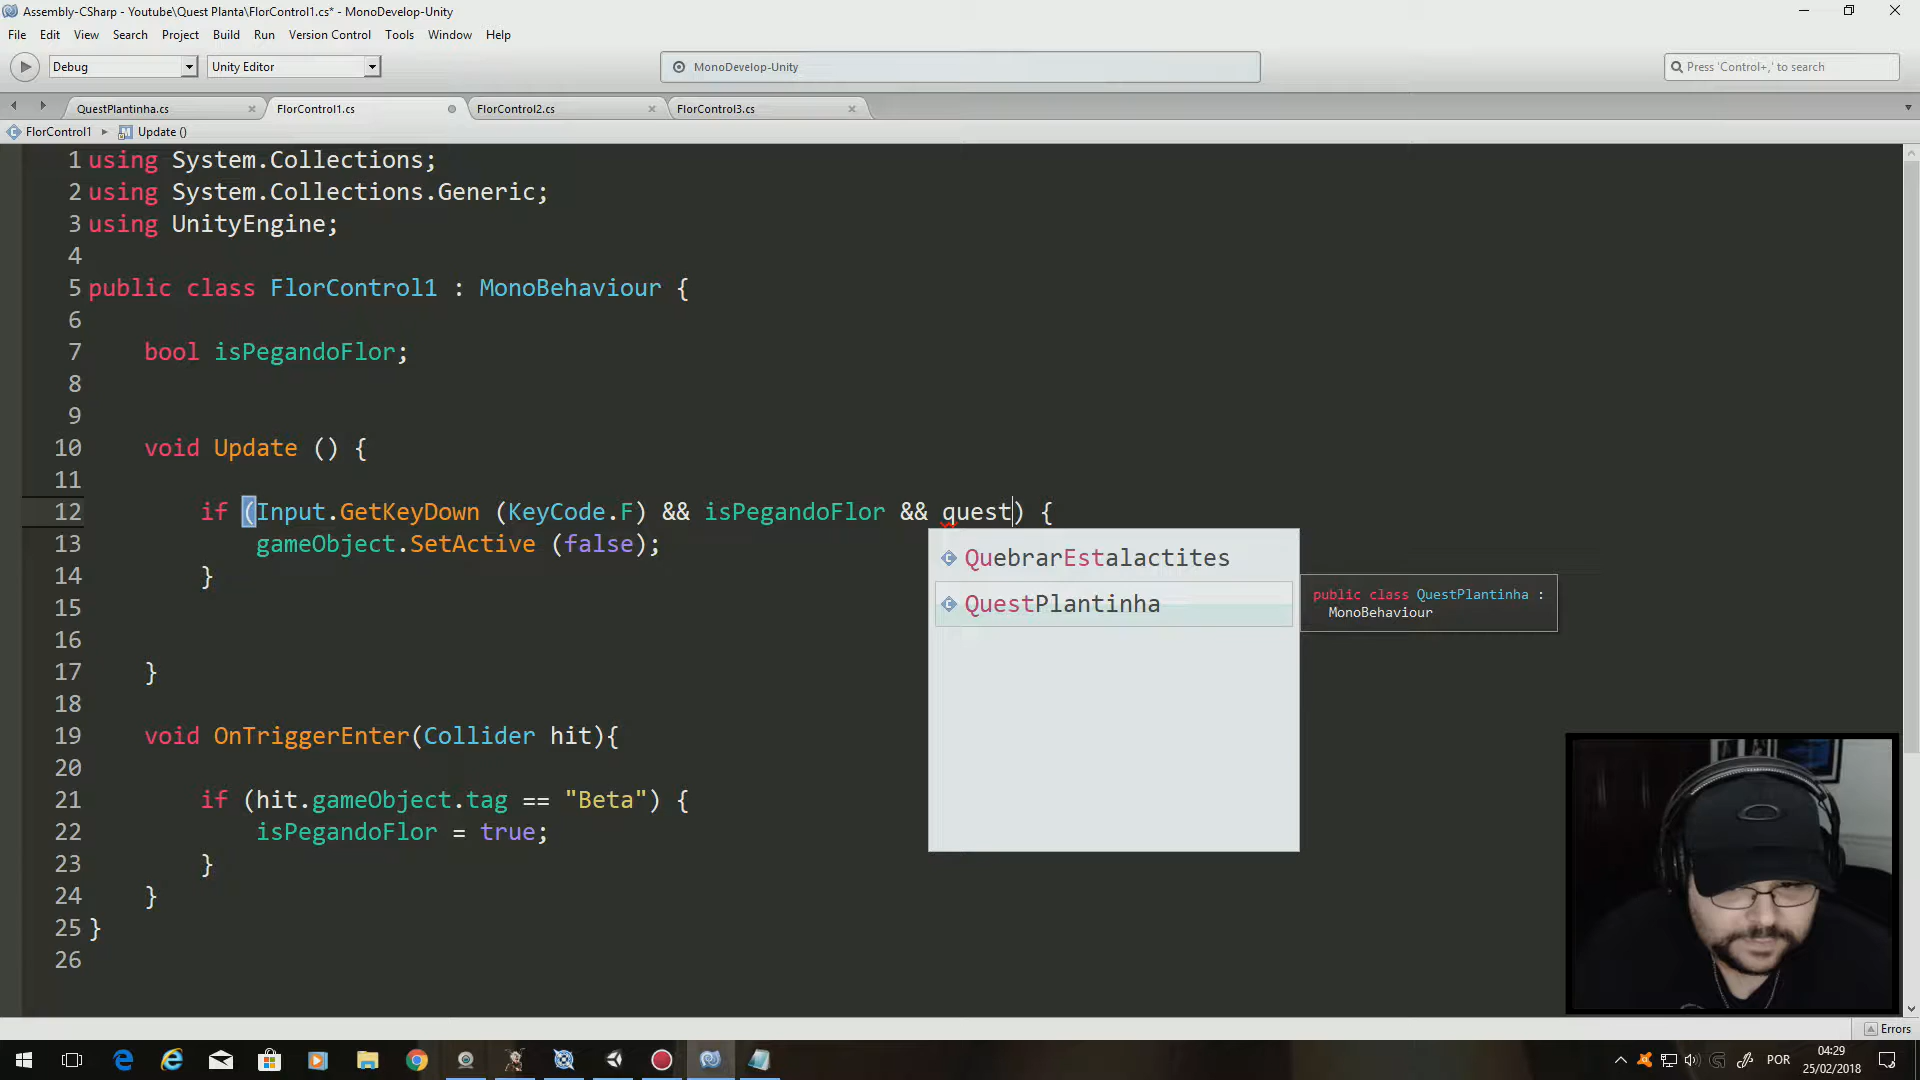 Assembly-CSharp - Youtube\Quest Planta\FlorControl1.cs* - MonoDevelop-Unity
File Edit View Search Project Build Run Version Control Tools Window Help
Debug Unity Editor MonoDevelop-Unity Press 'Control+,' to search
QuestPlantinha.cs FlorControl1.cs FlorControl2.cs FlorControl3.cs
FlorControl1 Update ()
1 using System.Collections;
2 using System.Collections.Generic;
3 using UnityEngine;
4
5 public class FlorControl1 : MonoBehaviour {
6
7 bool isPegandoFlor;
8
9
10 void Update () {
11
12 if (Input.GetKeyDown (KeyCode.F) && isPegandoFlor && quest) {
13 gameObject.SetActive (false);
14 }
15
16
17 }
18
19 void OnTriggerEnter(Collider hit){
20
21 if (hit.gameObject.tag == "Beta") {
22 isPegandoFlor = true;
23 }
24 }
25 }
26
QuebrarEstalactites
QuestPlantinha
public class QuestPlantinha :
MonoBehaviour
Errors
POR
04:29
25/02/2018